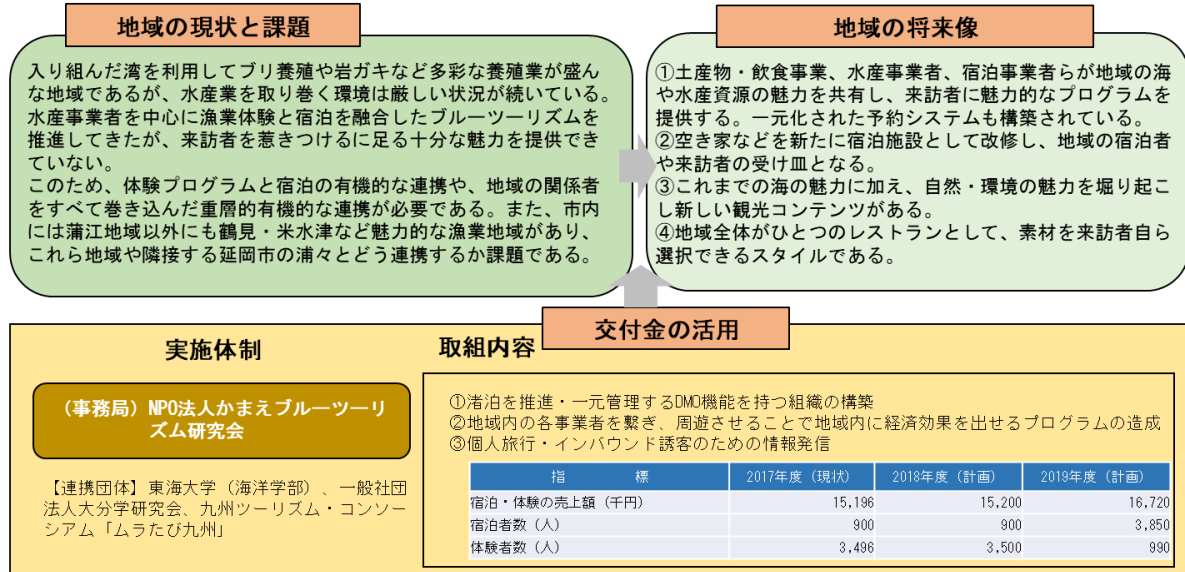 地域の現状と課題
入り組んだ湾を利用してブリ養殖や岩ガキなど多彩な養殖業が盛ん
な地域であるが、水産業を取り巻く環境は厳しい状況が続いている。
水産事業者を中心に漁業体験と宿泊を融合したブルーツーリズムを
推進してきたが、来訪者を惹きつけるに足る十分な魅力を提供でき
ていない。
このため、体験プログラムと宿泊の有機的な連携や、地域の関係者
をすべて巻き込んだ重層的有機的な連携が必要である。また、市内
には蒲江地域以外にも鶴見・米水津など魅力的な漁業地域があり、
これら地域や隣接する延岡市の浦々とどう連携するか課題である。
地域の将来像
①土産物・飲食事業、水産事業者、宿泊事業者らが地域の海
や水産資源の魅力を共有し、来訪者に魅力的なプログラムを
提供する。一元化された予約システムも構築されている。
②空き家などを新たに宿泊施設として改修し、地域の宿泊者
や来訪者の受け皿となる。
③これまでの海の魅力に加え、自然・環境の魅力を堀り起こ
し新しい観光コンテンツがある。
④地域全体がひとつのレストランとして、素材を来訪者自ら
選択できるスタイルである。
交付金の活用
実施体制
（事務局）NPO法人かまえブルーツーリ
ズム研究会
【連携団体】東海大学（海洋学部）、一般社団
法人大分学研究会、九州ツーリズム・コンソー
シアム「ムラたび九州」
取組内容
①渚泊を推進・一元管理するDMO機能を持つ組織の構築
②地域内の各事業者を繋ぎ、周遊させることで地域内に経済効果を出せるプログラムの造成
③個人旅行・インバウンド誘客のための情報発信
指 標 2017年度（現状） 2018年度（計画） 2019年度（計画）
宿泊・体験の売上額（千円） 15,196 15,200 16,720
宿泊者数（人） 900 900 3,850
体験者数（人） 3,496 3,500 990